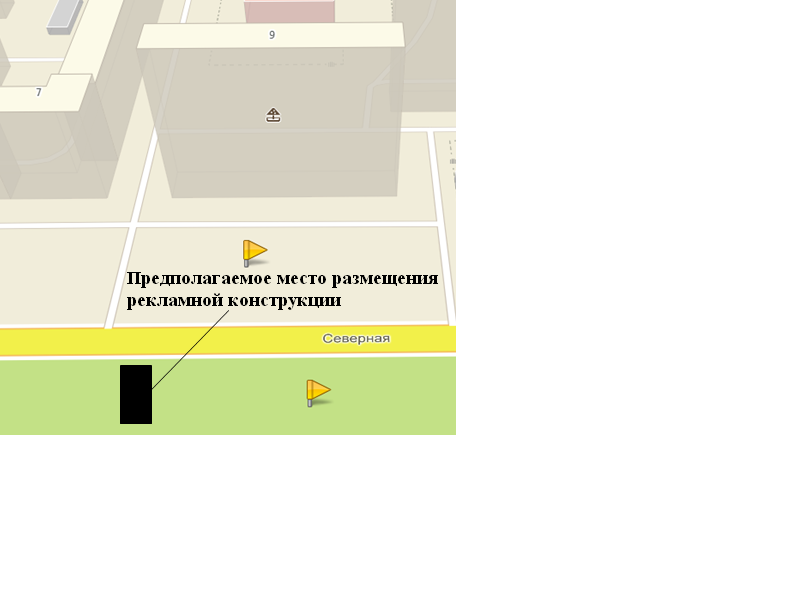 9
7
Предполагаемое место размещения
рекламной конструкции
Северная